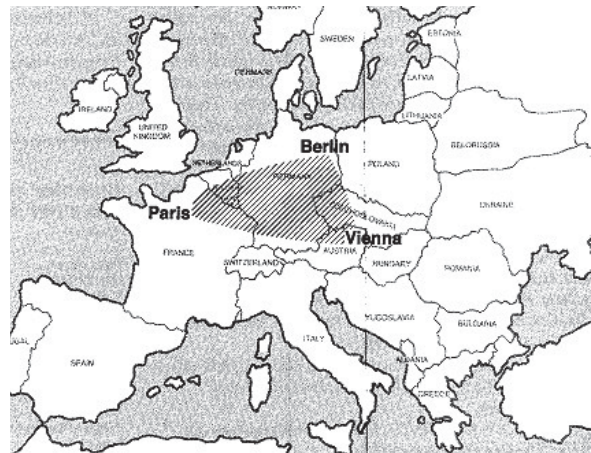 SWEDEN
ESTONIA
DENMARK
LATVIA
LITHUANIA
IRELAND
UNITED
KINGDOM
NETHERLANDS
BELORUSSIA
Berlin
POLAND
GERMANY
UKRAINE
Paris
Vienna
FRANCE
AUSTRIA
SWITZERLAND
HUNGARY
ROMANIA
YUGOSLAVIA
BULGARIA
ITALY
SPAIN
ALBANIA
GREECE